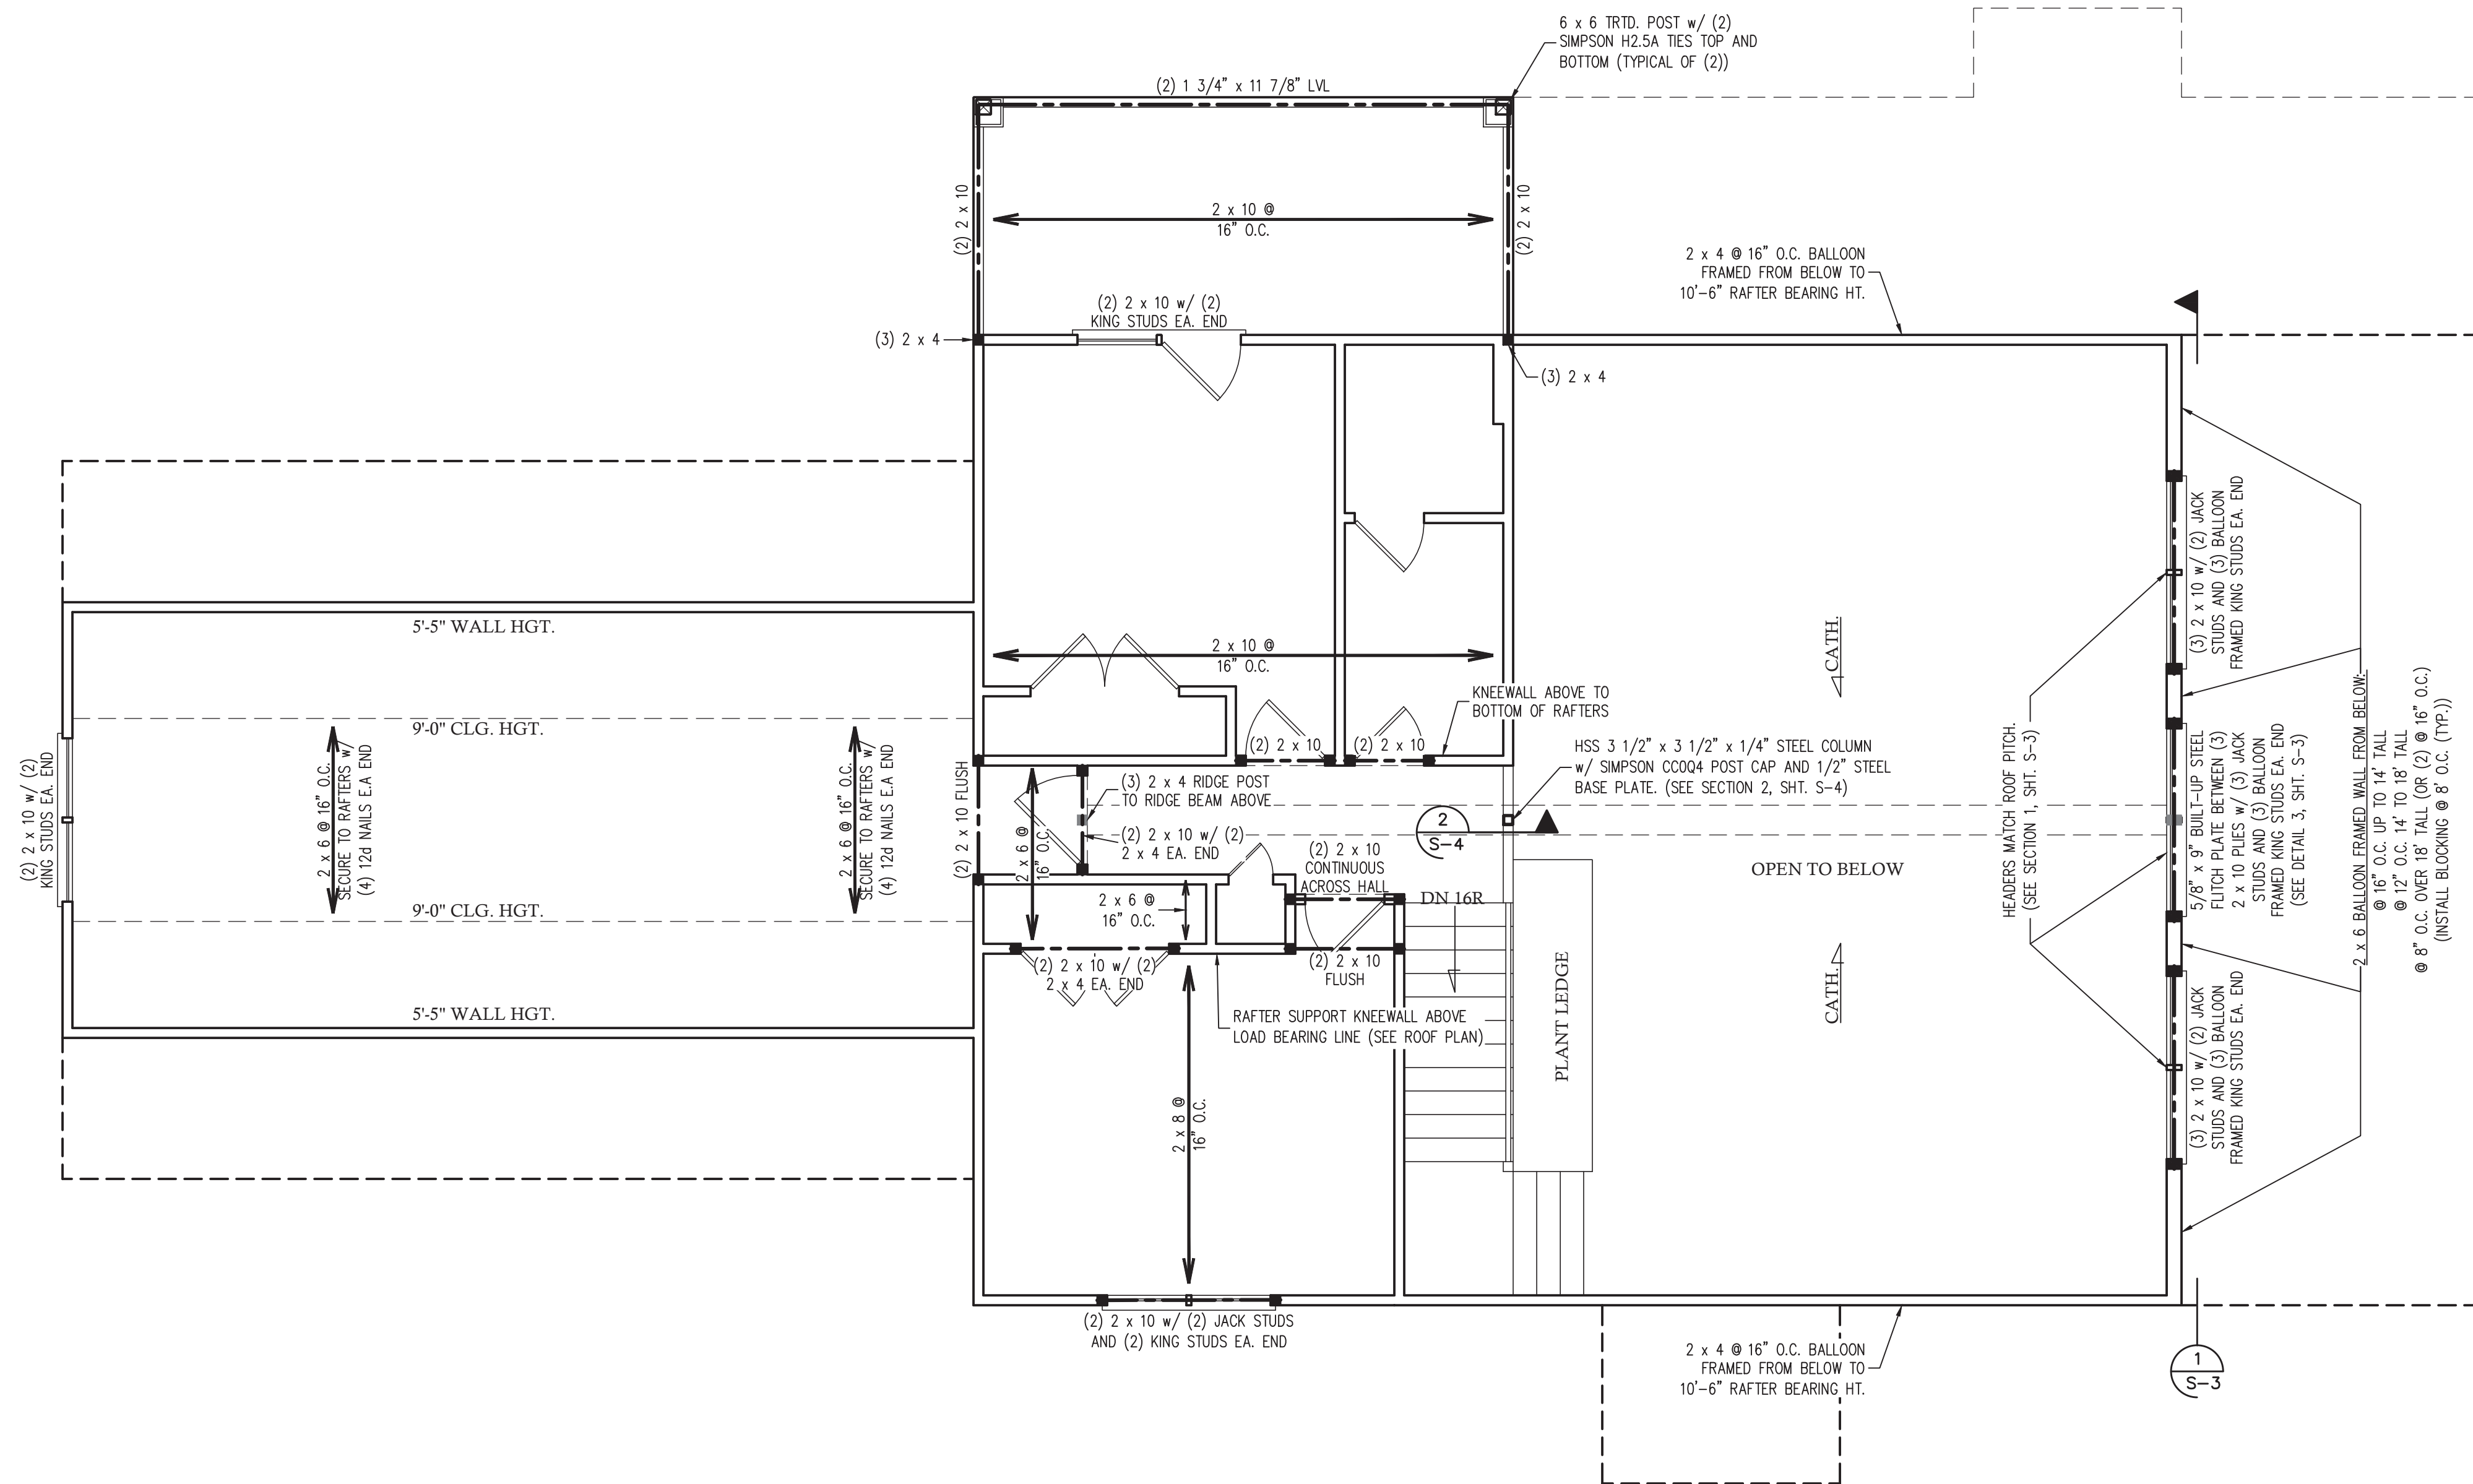 6 x 6 TRTD. POST w/ (2)
SIMPSON H2.5A TIES TOP AND
BOTTOM (TYPICAL OF (2))
(2) 1 3/4" x 11 7/8" LVL
(2) 2 x 10
2 x 10 @
16" O.C.
(2) 2 x 10
2 x 4 @ 16" O.C. BALLOON
FRAMED FROM BELOW TO
10'-6" RAFTER BEARING HT.
(2) 2 x 10 w/ (2)
KING STUDS EA. END
(3) 2 x 4
(3) 2 x 4
5'-5" WALL HGT.
9'-0" CLG. HGT.
(2) 2 x 10 w/ (2)
KING STUDS EA. END
2 x 6 @ 16" O.C.
SECURE TO RAFTERS w/
(4) 12d NAILS E.A END
2 x 6 @ 16" O.C.
SECURE TO RAFTERS w/
(4) 12d NAILS E.A END
9'-0" CLG. HGT.
5'-5" WALL HGT.
2 x 10 @
16" O.C.
KNEEWALL ABOVE TO
BOTTOM OF RAFTERS
(2) 2 x 10
(2) 2 x 10
HSS 3 1/2" x 3 1/2" x 1/4" STEEL COLUMN
w/ SIMPSON CCOQ4 POST CAP AND 1/2" STEEL
BASE PLATE. (SEE SECTION 2, SHT. S-4)
(2) 2 x 10 FLUSH
2 x 6 @
16" O.C.
(3) 2 x 4 RIDGE POST
TO RIDGE BEAM ABOVE
(2) 2 x 10 w/ (2)
2 x 4 EA. END
2
S-4
(2) 2 x 10
CONTINUOUS
ACROSS HALL
2 x 6 @
16" O.C.
DN 16R
(2) 2 x 10 w/ (2)
2 x 4 EA. END
(2) 2 x 10
FLUSH
RAFTER SUPPORT KNEEWALL ABOVE
LOAD BEARING LINE (SEE ROOF PLAN)
2 x 8 @
16" O.C.
PLANT LEDGE
CATH.
OPEN TO BELOW
CATH.
HEADERS MATCH ROOF PITCH.
(SEE SECTION 1, SHT. S-3)
(3) 2 x 10 w/ (2) JACK
STUDS AND (3) BALLOON
FRAMED KING STUDS EA. END
5/8" x 9" BUILT-UP STEEL
FLITCH PLATE BETWEEN (3)
2 x 10 PLIES w/ (3) JACK
STUDS AND (3) BALLOON
FRAMED KING STUDS EA. END
(SEE DETAIL 3, SHT. S-3)
(3) 2 x 10 w/ (2) JACK
STUDS AND (3) BALLOON
FRAMED KING STUDS EA. END
2 x 6 BALLOON FRAMED WALL FROM BELOW:
@ 16" O.C. UP TO 14' TALL
@ 12" O.C. 14' TO 18' TALL
@ 8" O.C. OVER 18' TALL (OR (2) @ 16" O.C.)
(INSTALL BLOCKING @ 8' O.C. (TYP.))
(2) 2 x 10 w/ (2) JACK STUDS
AND (2) KING STUDS EA. END
2 x 4 @ 16" O.C. BALLOON
FRAMED FROM BELOW TO
10'-6" RAFTER BEARING HT.
1
S-3